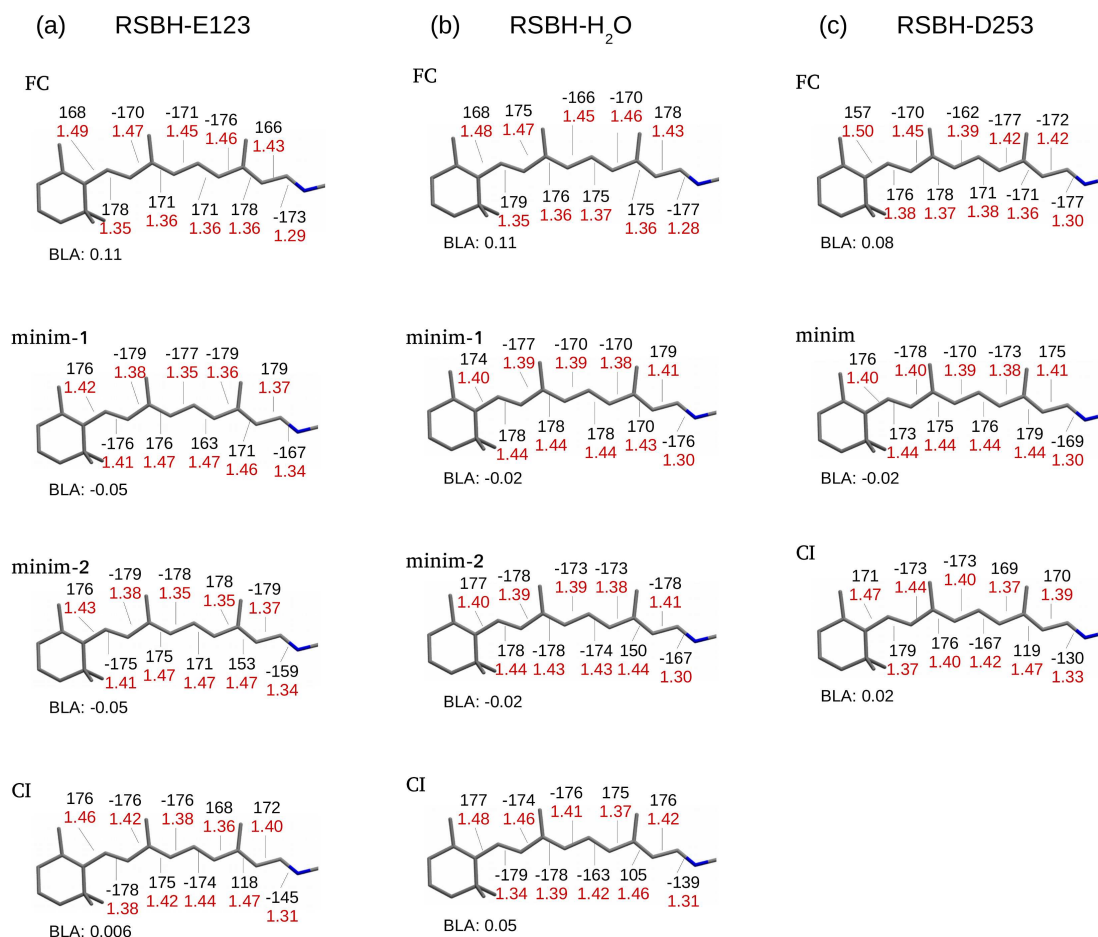 (a) RSBH-E123
FC
168 -170 -171 -176 166
1.49 1.47 1.45 1.46 1.43
178 171 171 178 -173
1.35 1.36 1.36 1.36 1.29
BLA: 0.11
minim-1
176 -179 -177 -179 179
1.42 1.38 1.35 1.36 1.37
-176 176 163 171 -167
1.41 1.47 1.47 1.46 1.34
BLA: -0.05
minim-2
176 -179 -178 178 -179
1.43 1.38 1.35 1.35 1.37
-175 175 171 153 -159
1.41 1.47 1.47 1.47 1.34
BLA: -0.05
CI
176 -176 -176 168 172
1.46 1.42 1.38 1.36 1.40
-178 175 -174 118 -145
1.38 1.42 1.44 1.47 1.31
BLA: 0.006
(b) RSBH-H2O
FC
168 175 -166 -170 178
1.48 1.47 1.45 1.46 1.43
179 176 175 175 -177
1.35 1.36 1.37 1.36 1.28
BLA: 0.11
minim-1
174 -177 -170 -170 179
1.40 1.39 1.39 1.38 1.41
178 178 178 170 -176
1.44 1.44 1.44 1.43 1.30
BLA: -0.02
minim-2
177 -178 -173 -173 -178
1.40 1.39 1.39 1.38 1.41
178 -178 -174 150 -167
1.44 1.43 1.43 1.44 1.30
BLA: -0.02
CI
177 -174 -176 175 176
1.48 1.46 1.41 1.37 1.42
-179 -178 -163 105 -139
1.34 1.39 1.42 1.46 1.31
BLA: 0.05
(c) RSBH-D253
FC
157 -170 -162 -177 -172
1.50 1.45 1.39 1.42 1.42
176 178 171 -171 -177
1.38 1.37 1.38 1.36 1.30
BLA: 0.08
minim
176 -178 -170 -173 175
1.40 1.40 1.39 1.38 1.41
173 175 176 179 -169
1.44 1.44 1.44 1.44 1.30
BLA: -0.02
CI
171 -173 -173 169 170
1.47 1.44 1.40 1.37 1.39
179 176 -167 119 -130
1.37 1.40 1.42 1.47 1.33
BLA: 0.02